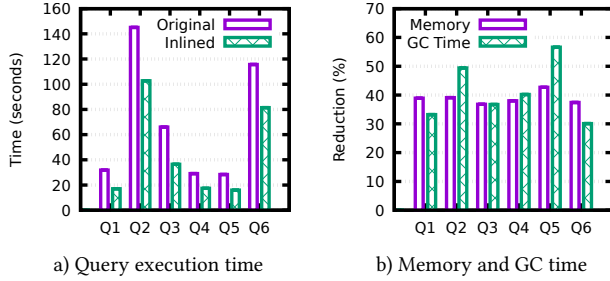 160
140
120
100
80
60
40
20
0
Time (seconds)
Original
Inlined
Q1 Q2 Q3 Q4 Q5 Q6
a) Query execution time
70
60
50
40
30
20
10
0
Reduction (%)
Memory
GC Time
Q1 Q2 Q3 Q4 Q5 Q6
b) Memory and GC time